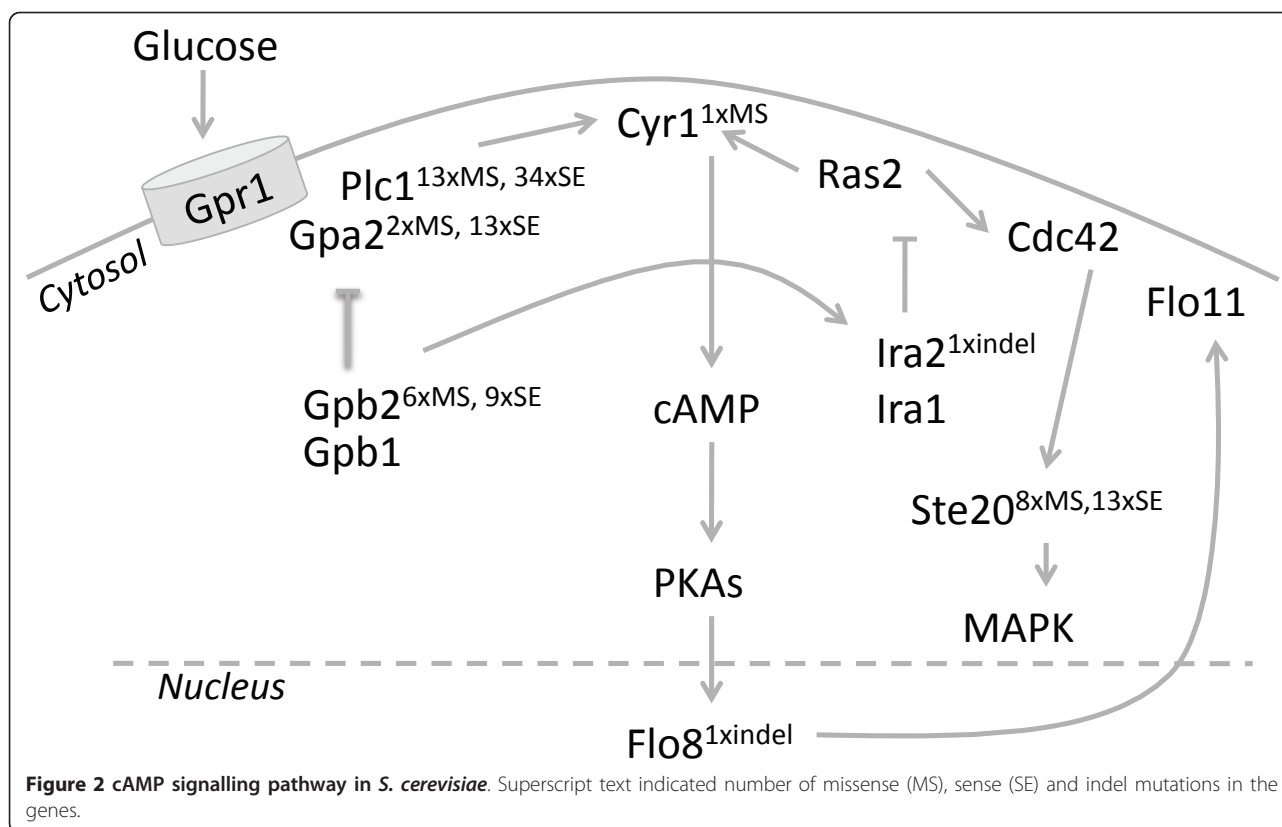 Glucose
Gpr1
Cytosol
Plc1 13xMS, 34xSE
Gpa2 2xMS, 13xSE
Cyr1 1xMS
Ras2
Cdc42
Flo11
Gpb2 6xMS, 9xSE
Gpb1
cAMP
Ira2 1xindel
Ira1
Ste20 8xMS,13xSE
PKAs
MAPK
Nucleus
Flo8 1xindel
Figure 2 cAMP signalling pathway in S. cerevisiae. Superscript text indicated number of missense (MS), sense (SE) and indel mutations in the
genes.